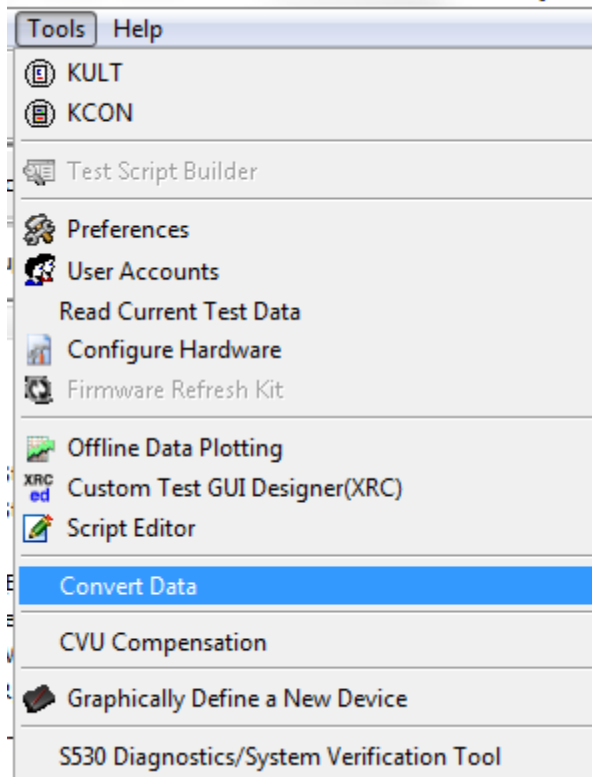 Tools Help
KULT
KCON
Test Script Builder
Preferences
User Accounts
Read Current Test Data
Configure Hardware
Firmware Refresh Kit
Offline Data Plotting
XRC ed Custom Test GUI Designer(XRC)
Script Editor
Convert Data
CVU Compensation
Graphically Define a New Device
S530 Diagnostics/System Verification Tool